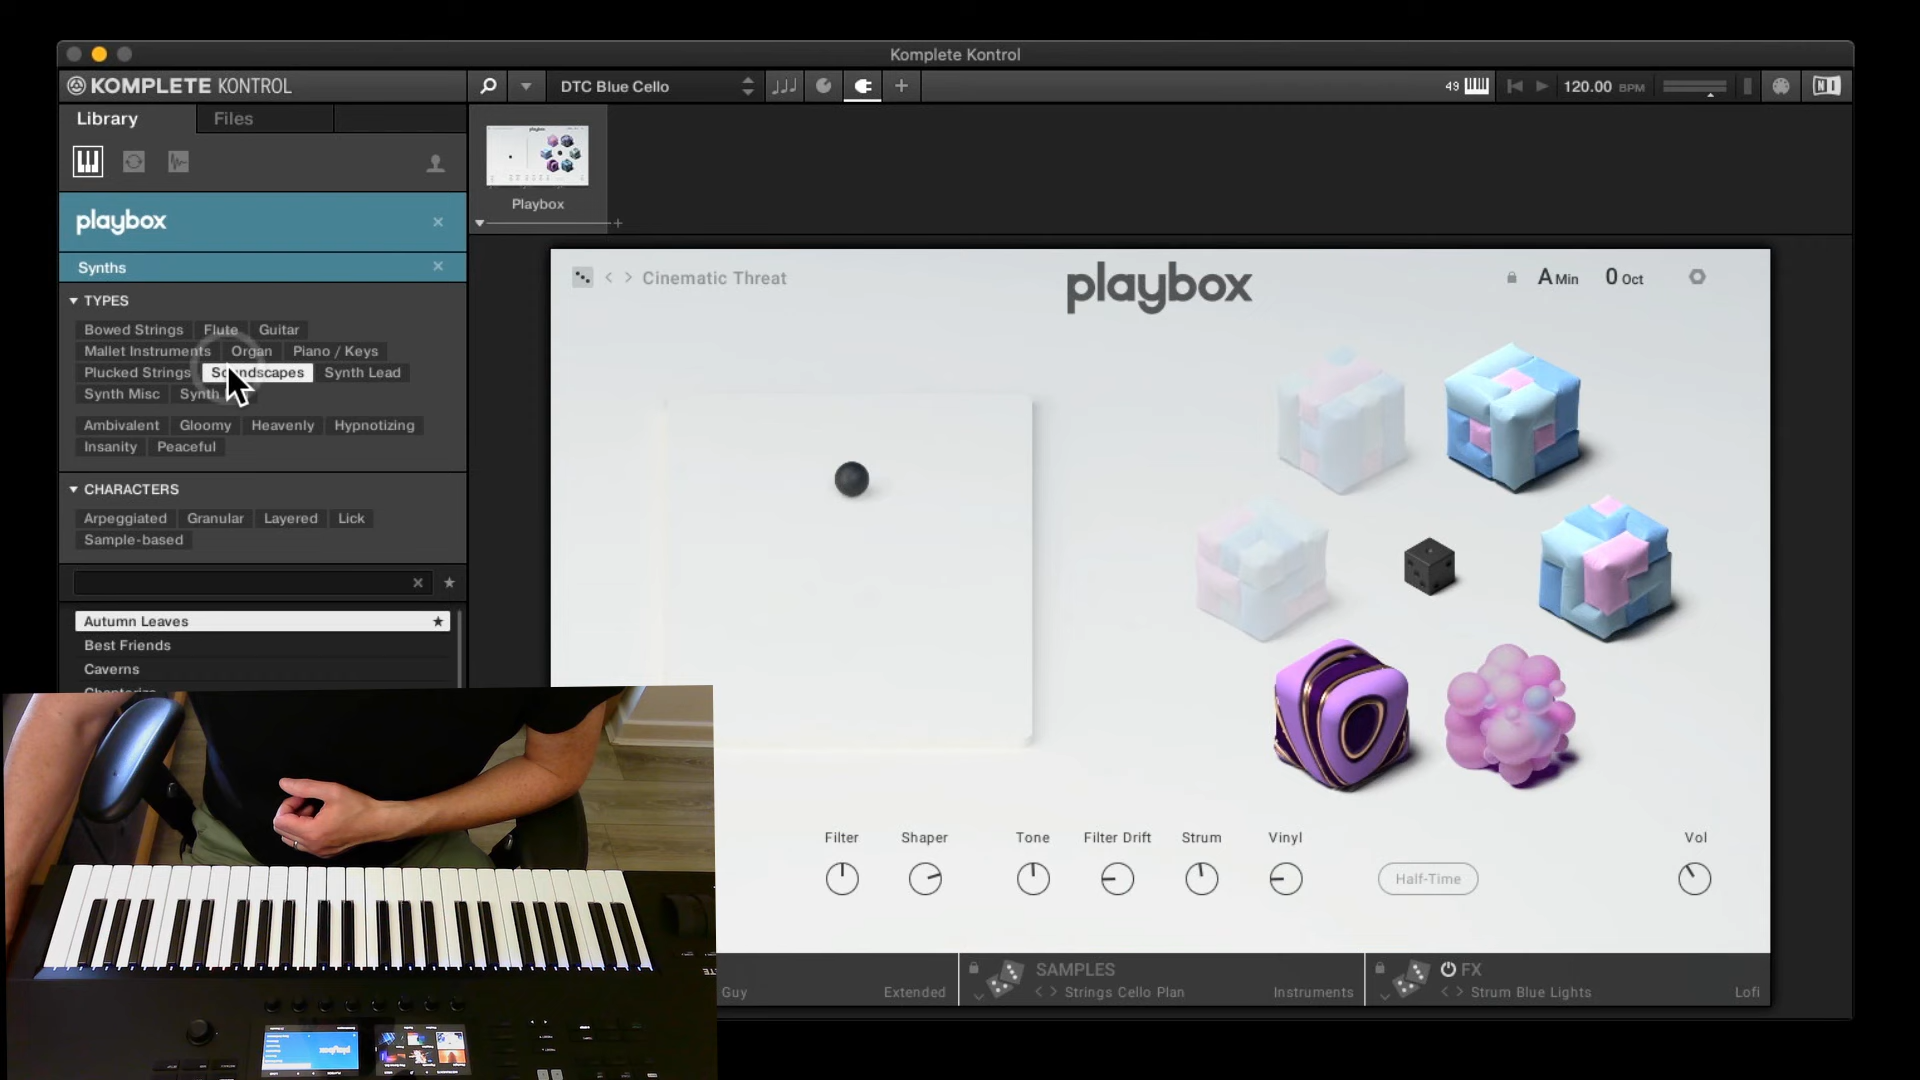 Komplete Kontrol
KOMPLETE KONTROL
DTC Blue Cello
49
120.00 BPM
Library
Files
playbox
Synths
TYPES
Bowed Strings Flute Guitar
Mallet Instruments Organ Piano / Keys
Plucked Strings Soundscapes Synth Lead
Synth Misc Synth
Ambivalent Gloomy Heavenly Hypnotizing
Insanity Peaceful
CHARACTERS
Arpeggiated Granular Layered Lick
Sample-based
Autumn Leaves
Best Friends
Caverns
Playbox
Cinematic Threat
playbox
A Min 0 Oct
Filter Shaper Tone Filter Drift Strum Vinyl
Half-Time
Vol
Guy Extended
SAMPLES
Strings Cello Plan Instruments
FX
Strum Blue Lights Lofi